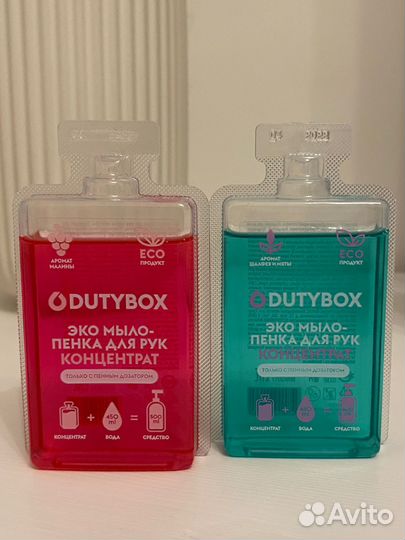 АРОМАТ
МАЛИНЫ
ECO
ПРОДУКТ
DUTYBOX
ЭКО МЫЛО-
ПЕНКА ДЛЯ РУК
КОНЦЕНТРАТ
ТОЛЬКО С ПЕННЫМ ДОЗАТОРОМ
450
ml
500
ml
КОНЦЕНТРАТ + ВОДА = СРЕДСТВО
АРОМАТ
ШАЛФЕЯ И МЯТЫ
ECO
ПРОДУКТ
DUTYBOX
ЭКО МЫЛО-
ПЕНКА ДЛЯ РУК
КОНЦЕНТРАТ
ТОЛЬКО С ПЕННЫМ ДОЗАТОРОМ
КОНЦЕНТРАТ + ВОДА = СРЕДСТВО
Avito